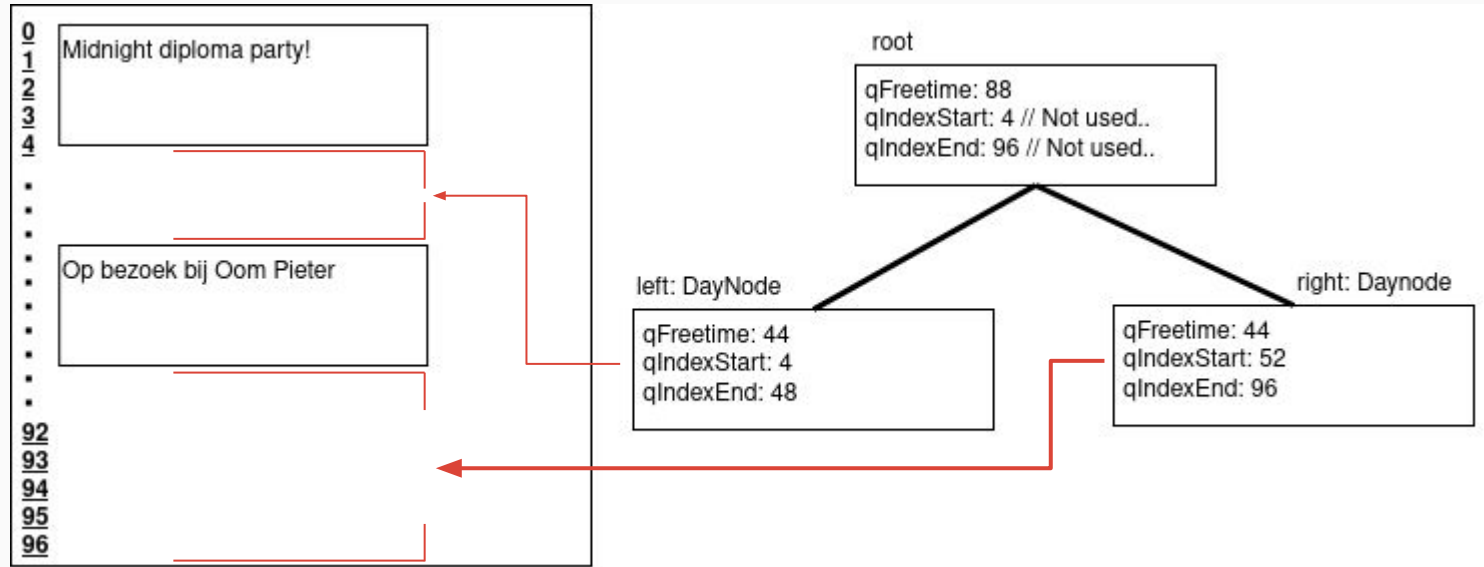 0
1
2
3
4
Midnight diploma party!
.
.
.
.
.
.
.
.
.
.
Op bezoek bij Oom Pieter
92
93
94
95
96
root
qFreetime: 88
qIndexStart: 4 // Not used..
qIndexEnd: 96 // Not used..
left: DayNode
qFreetime: 44
qIndexStart: 4
qIndexEnd: 48
right: Daynode
qFreetime: 44
qIndexStart: 52
qIndexEnd: 96